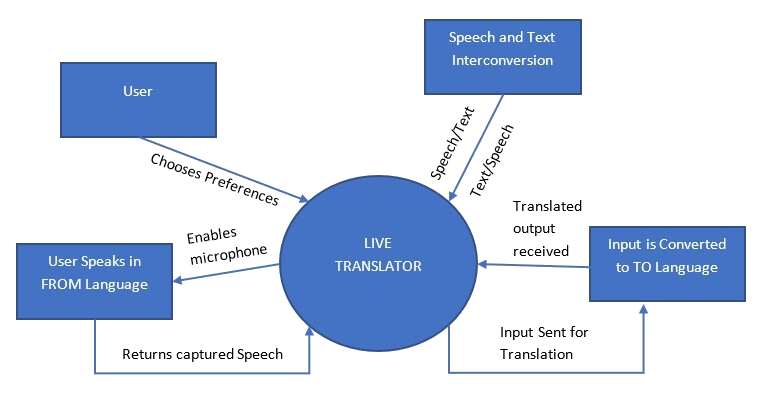 Speech and Text
Interconversion
User
Speech/Text
Text/Speech
Chooses Preferences
Translated
output
received
Enables
microphone
LIVE
TRANSLATOR
Input is Converted
to TO Language
User Speaks in
FROM Language
Returns captured Speech
Input Sent for
Translation